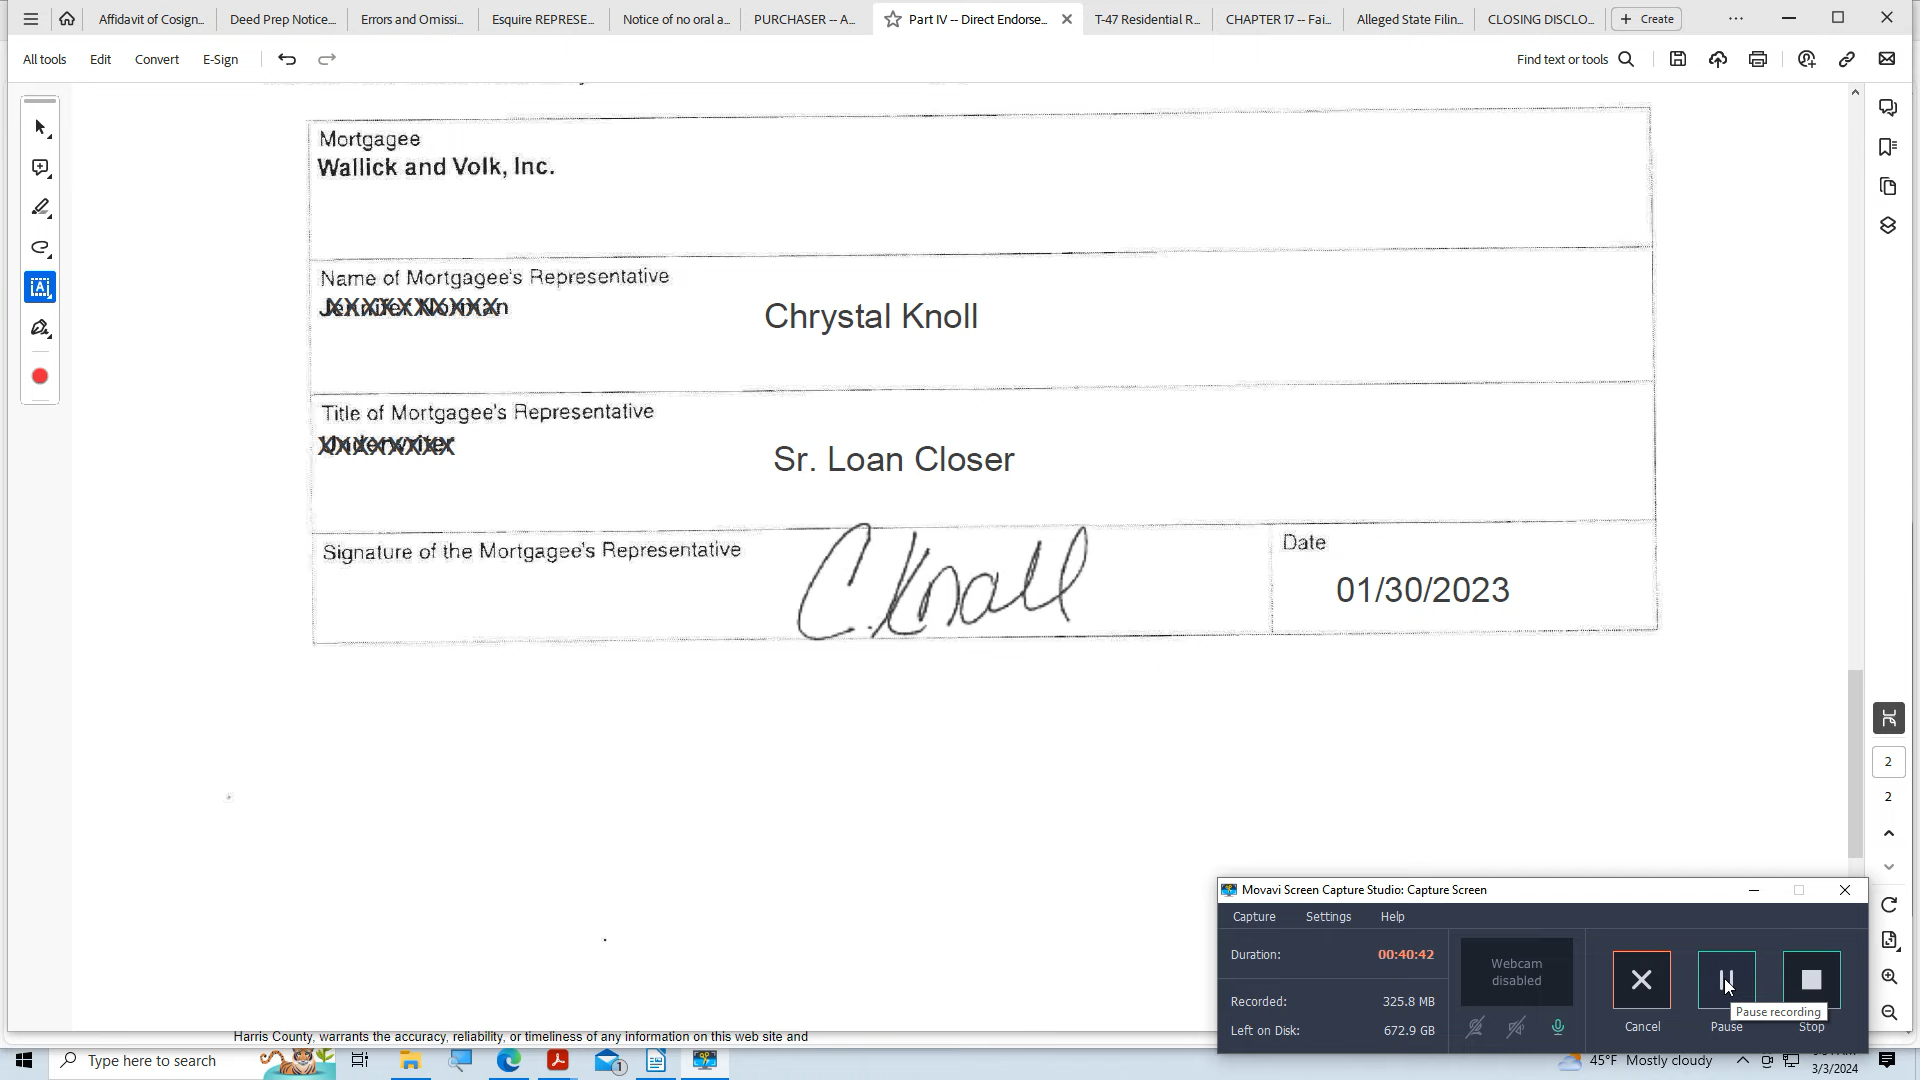 Affidavit of Cosign...
Deed Prep Notice....
Errors and Omissi...
Esquire REPRESE...
Notice of no oral a...
PURCHASER -- A...
Part IV -- Direct Endorse...
T-47 Residential R...
CHAPTER 17 -- Fai...
Alleged State Filin...
CLOSING DISCLO...
+ Create
All tools Edit Convert E-Sign
Find text or tools
Mortgagee
Wallick and Volk, Inc.
Name of Mortgagee's Representative
Jennifer Norman
Chrystal Knoll
Title of Mortgagee's Representative
Underwriter
Sr. Loan Closer
Signature of the Mortgagee's Representative
C. Knoll
Date
01/30/2023
2
2
Movavi Screen Capture Studio: Capture Screen
Capture Settings Help
Duration: 00:40:42
Webcam disabled
Recorded: 325.8 MB
Left on Disk: 672.9 GB
Cancel
Pause
Stop
Pause recording
Harris County, warrants the accuracy, reliability, or timeliness of any information on this web site and
Type here to search
1
45°F Mostly cloudy
3/3/2024